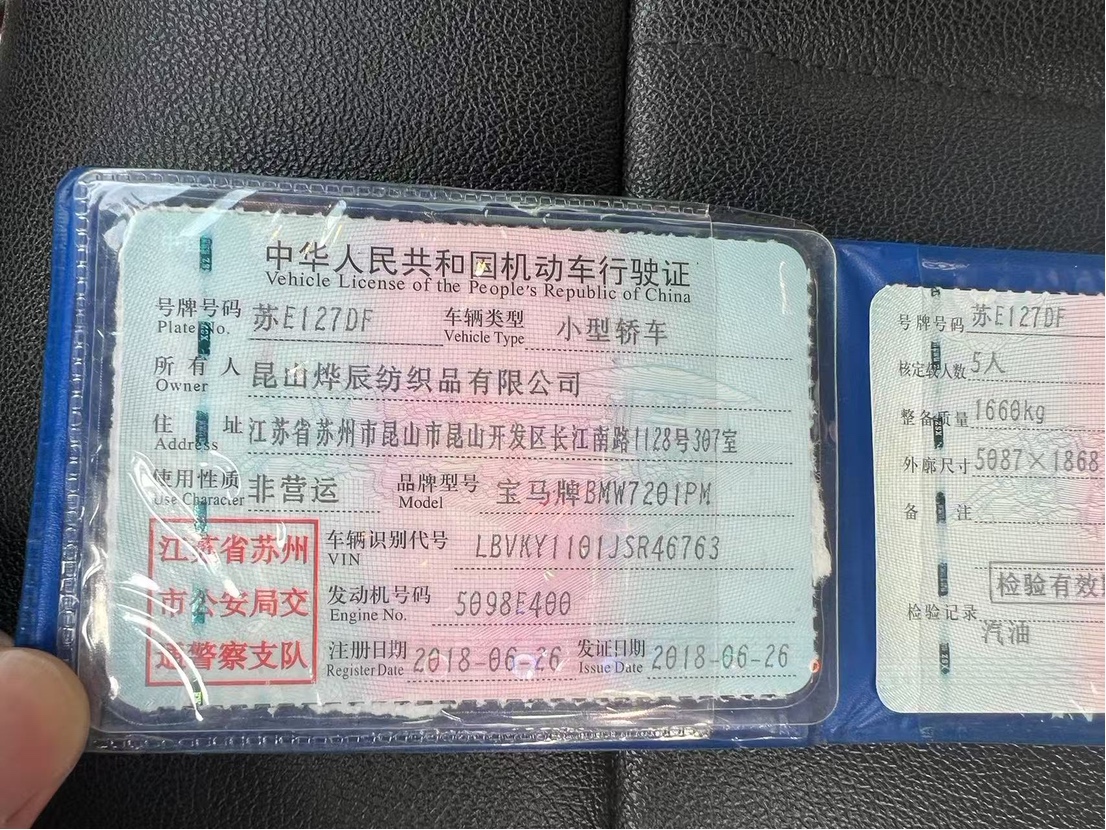 中华人民共和国机动车行驶证
Vehicle License of the People's Republic of China
号牌号码 苏E127DF 车辆类型 小型轿车
Plate No. Vehicle Type
所有人 昆山烨辰纺织品有限公司
Owner
住址 江苏省苏州市昆山市昆山开发区长江南路1128号307室
Address
使用性质 非营运 品牌型号 宝马牌BMW7201PM
Use Character Model
江苏省苏州
市公安局交
通警察支队
车辆识别代号 LBVKY1101JSR46763
VIN
发动机号码 5098E400
Engine No.
注册日期 2018-06-26 发证日期 2018-06-26
Register Date Issue Date
号牌号码 苏E127DF
核定载人数 5人
整备质量 1660kg
外廓尺寸 5087×1868
备注
检验有效
检验记录
汽油